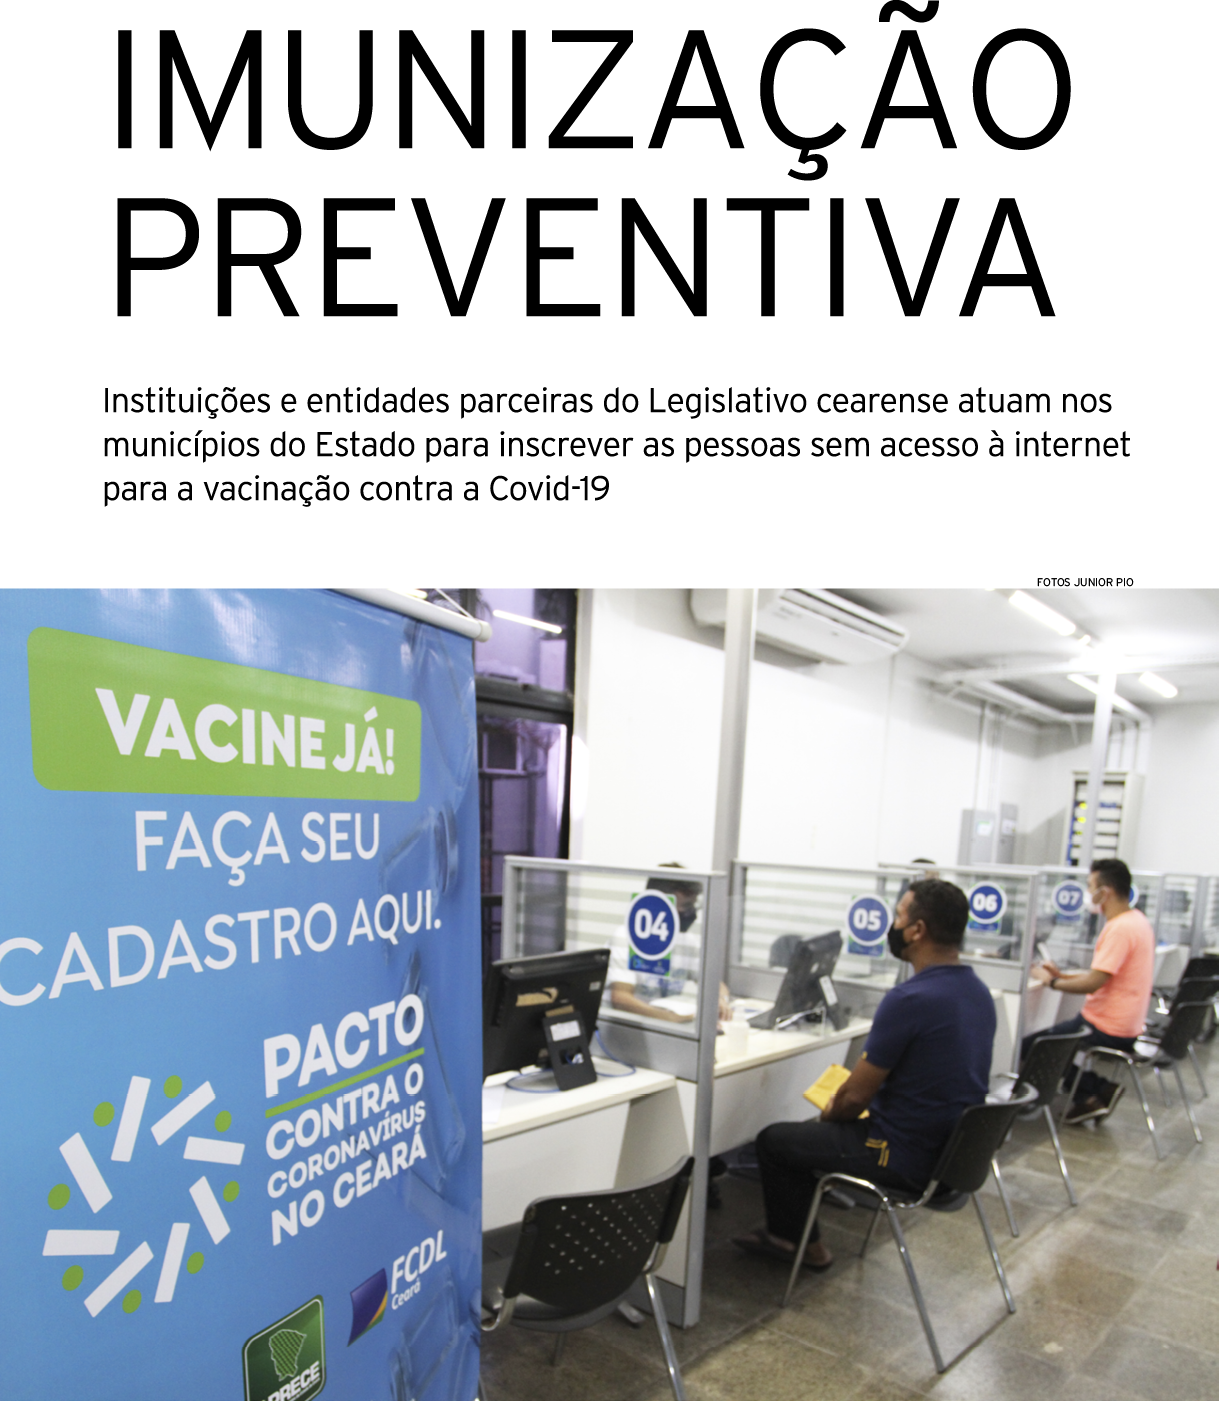 IMUNIZAÇÃO
PREVENTIVA
Instituições e entidades parceiras do Legislativo cearense atuam nos
municípios do Estado para inscrever as pessoas sem acesso à internet
para a vacinação contra a Covid-19
FOTOS JUNIOR PIO
VACINE JÁ!
FAÇA SEU
CADASTRO AQUI.
PACTO
CONTRA O
CORONAVÍRUS
NO CEARÁ
FCDL
Ceará
04
05
06
07